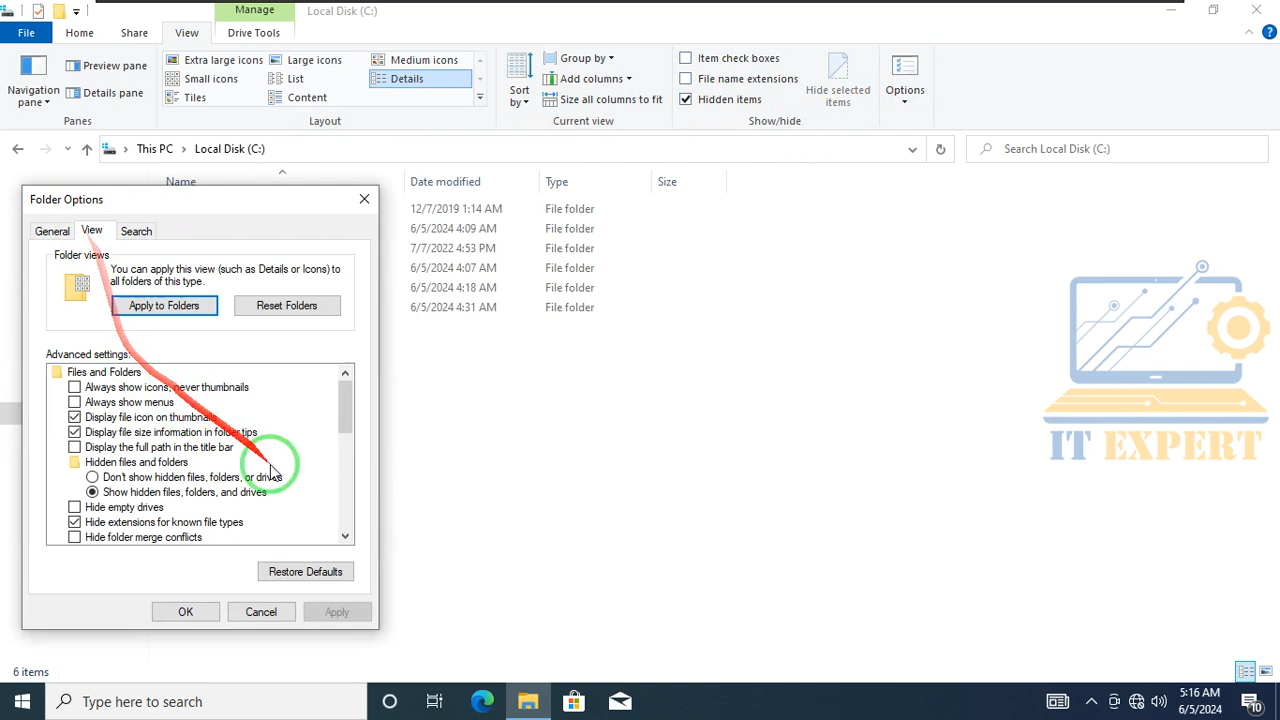 Manage
Local Disk (C:)
File
Home
Share
View
Drive Tools
Navigation
pane
Preview pane
Details pane
Panes
Extra large icons
Large icons
Medium icons
Small icons
List
Details
Tiles
Content
Layout
Sort
by
Group by
Add columns
Size all columns to fit
Current view
Item check boxes
File name extensions
Hidden items
Hide selected
items
Show/hide
Options
This PC
Local Disk (C:)
Search Local Disk (C:)
Name
Date modified
Type
Size
12/7/2019 1:14 AM File folder
6/5/2024 4:09 AM File folder
7/7/2022 4:53 PM File folder
6/5/2024 4:07 AM File folder
6/5/2024 4:18 AM File folder
6/5/2024 4:31 AM File folder
Folder Options
General
View
Search
Folder views
You can apply this view (such as Details or Icons) to
all folders of this type.
Apply to Folders
Reset Folders
Advanced settings:
Files and Folders
Always show icons, never thumbnails
Always show menus
Display file icon on thumbnails
Display file size information in folder tips
Display the full path in the title bar
Hidden files and folders
Don't show hidden files, folders, or drives
Show hidden files, folders, and drives
Hide empty drives
Hide extensions for known file types
Hide folder merge conflicts
Restore Defaults
OK
Cancel
Apply
IT EXPERT
6 items
Type here to search
5:16 AM
6/5/2024
10